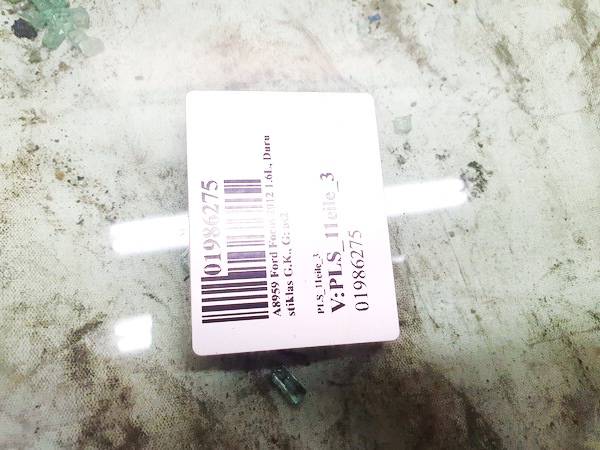 01986275
A8959 Ford Focus 2012 1.6L, Duru
stiklas G.K., G:
PLS_11eile_3
V:PLS_11eile_3
01986275